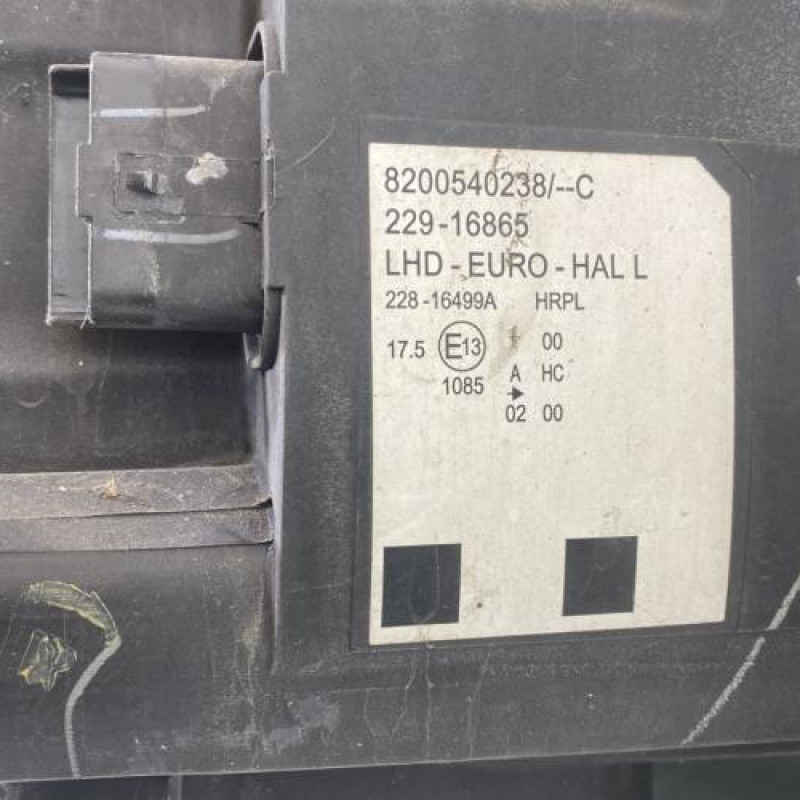 8200540238/--C
229-16865
LHD - EURO - HAL L
228-16499A HRPL
17.5 E13 00
1085 A HC
02 00